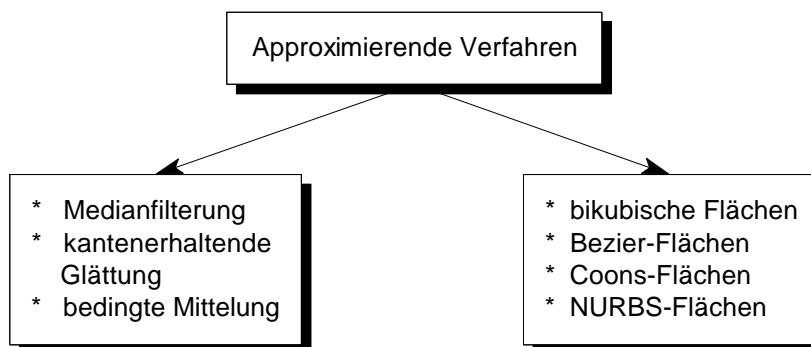 Approximierende Verfahren
* Medianfilterung
* kantenerhaltende
Glättung
* bedingte Mittelung
* bikubische Flächen
* Bezier-Flächen
* Coons-Flächen
* NURBS-Flächen